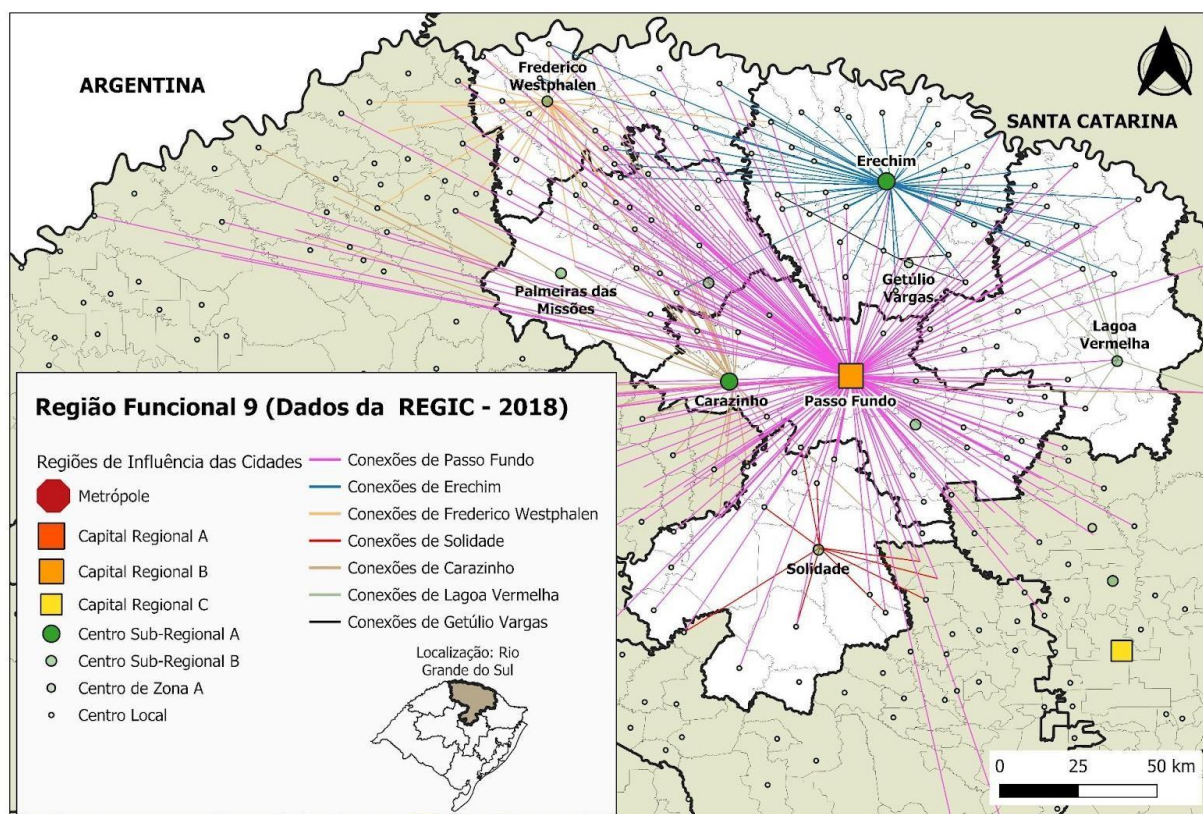 ARGENTINA
Frederico
Westphalen
SANTA CATARINA
Erechim
Getúlio
Vargas
Palmeiras das
Missões
Lagoa
Vermelha
Carazinho
Passo Fundo
Solidade
Região Funcional 9 (Dados da REGIC - 2018)
Regiões de Influência das Cidades
Metrópole
Capital Regional A
Capital Regional B
Capital Regional C
Centro Sub-Regional A
Centro Sub-Regional B
Centro de Zona A
Centro Local
Conexões de Passo Fundo
Conexões de Erechim
Conexões de Frederico Westphalen
Conexões de Solidade
Conexões de Carazinho
Conexões de Lagoa Vermelha
Conexões de Getúlio Vargas
Localização: Rio
Grande do Sul
0 25 50 km